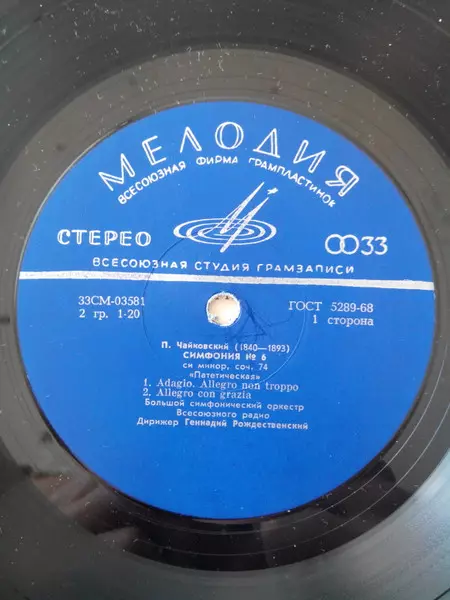 МЕЛОДИЯ
ВСЕСОЮЗНАЯ ФИРМА ГРАМПЛАСТИНОК
СТЕРЕО 33
ВСЕСОЮЗНАЯ СТУДИЯ ГРАМЗАПИСИ
33СМ-03581 ГОСТ 5289-68
2 гр. 1-20 1 сторона
П. Чайковский (1840—1893)
СИМФОНИЯ № 6
си минор, соч. 74
«Патетическая»
1. Adagio. Allegro non troppo
2. Allegro con grazia
Большой симфонический оркестр
Всесоюзного радио
Дирижер Геннадий Рождественский